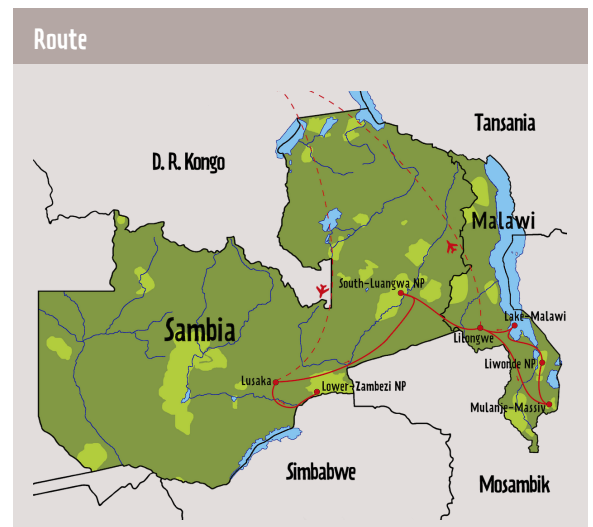 Route
Tansania
D. R. Kongo
Malawi
South-Luangwa NP
Lake-Malawi
Sambia
Lilongwe
Liwonde NP
Lusaka
Lower-Zambezi NP
Mulanje-Massiv
Simbabwe
Mosambik